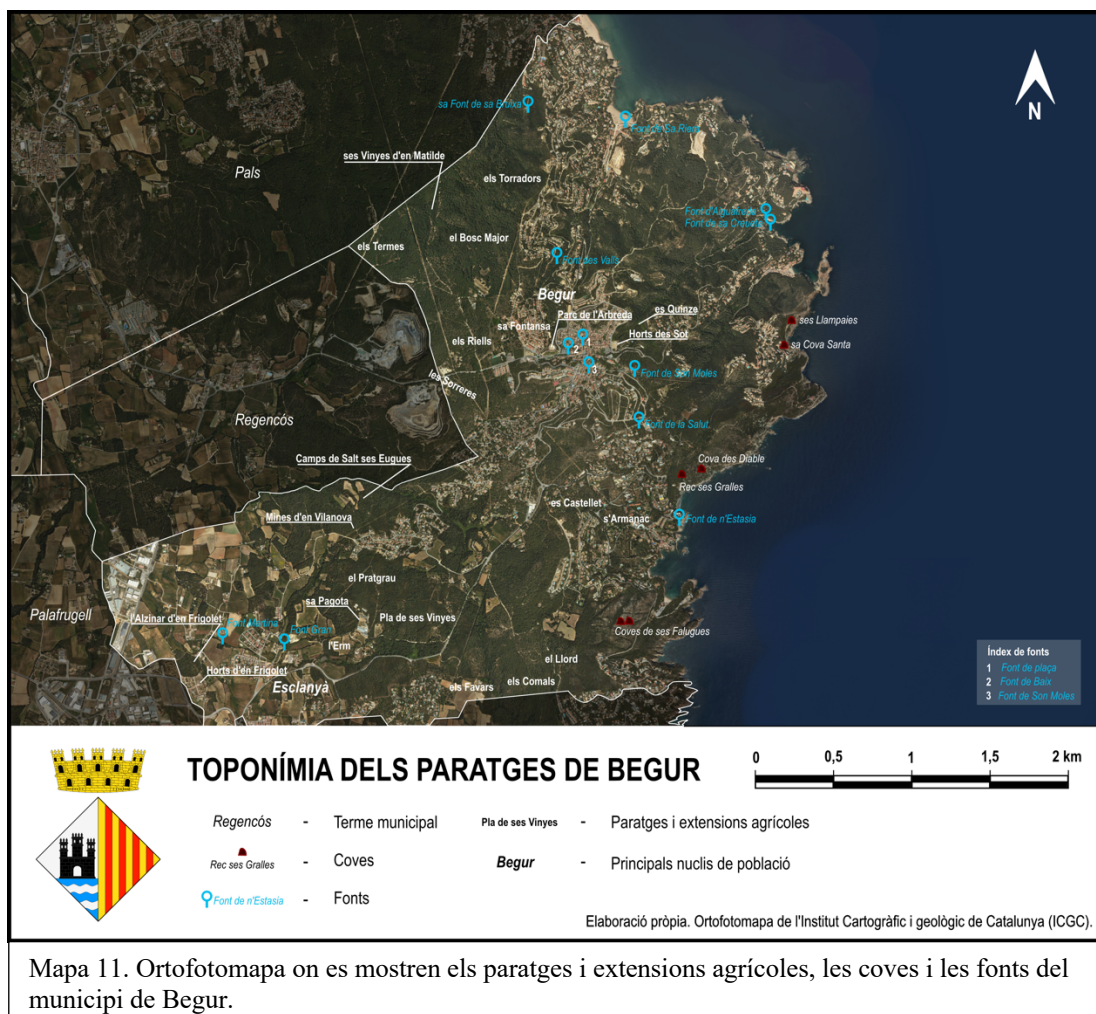 sa Font de sa Bruixa
Font de Sa Riera
ses Vinyes d'en Matilde
Pals
els Torradors
Font d'Aiguafreda
Font de sa Cretueta
els Termes
el Bosc Major
Font des Valls
Begur
Parc de l'Arbreda
es Quinze
ses Llampaies
sa Fontansa
Horts des Sot
1
els Riells
2
sa Cova Santa
3
Font de Son Moles
les Sorreres
Regencós
Font de la Salut.
Camps de Salt ses Eugues
Cova des Diable
Rec ses Gralles
es Castellet
Mines d'en Vilanova
s'Armanac
Font de n'Estasia
el Pratgrau
sa Pagota
Palafrugell
l'Alzinar d'en Frigolet
Pla de ses Vinyes
Font Martina
Font Gran
Coves de ses Falugues
l'Erm
el Llord
Horts d'en Frigolet
Esclanyà
els Favars
els Comals
Índex de fonts
1 Font de plaça
2 Font de Baix
3 Font de Son Moles
N
TOPONÍMIA DELS PARATGES DE BEGUR
0 0,5 1 1,5 2 km
Regencós - Terme municipal
Pla de ses Vinyes - Paratges i extensions agrícoles
Rec ses Gralles - Coves
Begur - Principals nuclis de població
Font de n'Estasia - Fonts
Elaboració pròpia. Ortofotomapa de l'Institut Cartogràfic i geològic de Catalunya (ICGC).
Mapa 11. Ortofotomapa on es mostren els paratges i extensions agrícoles, les coves i les fonts del
municipi de Begur.